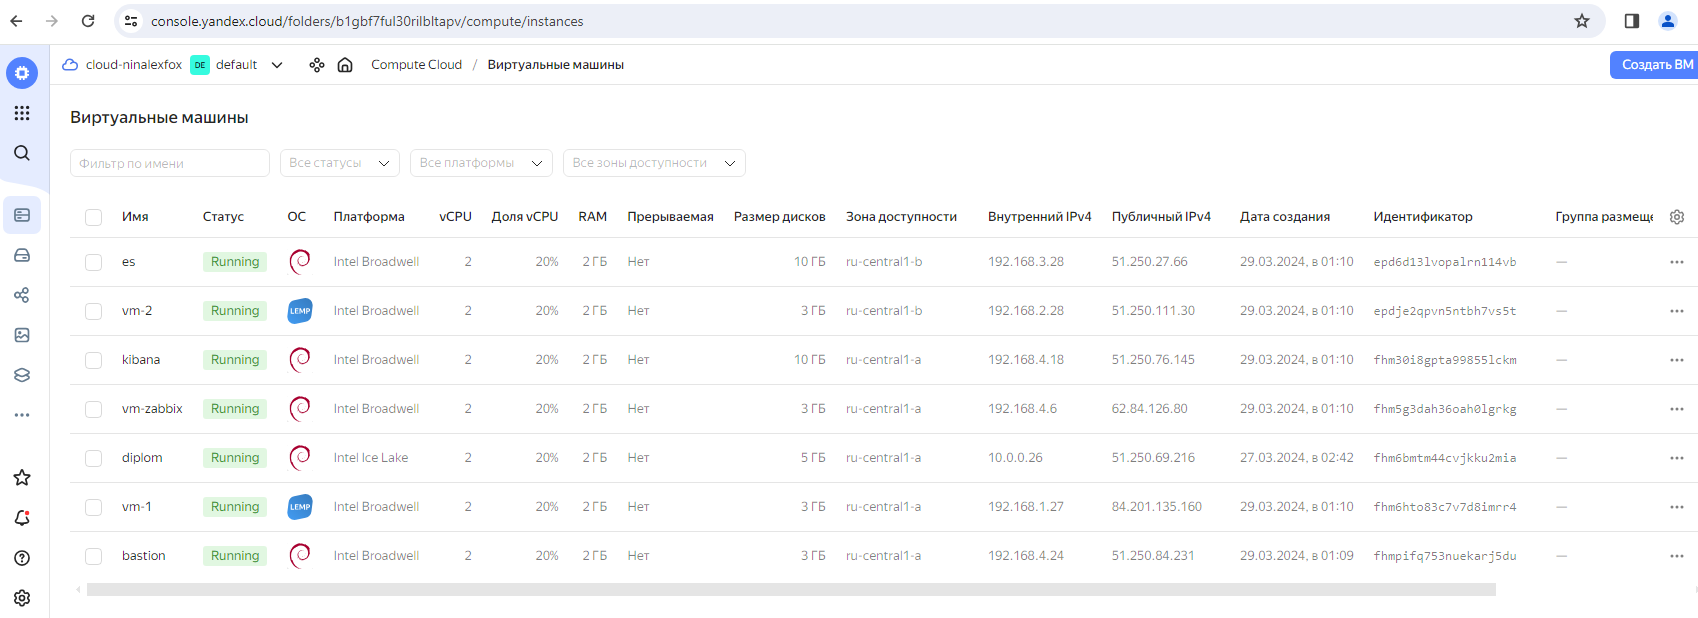 console.yandex.cloud/folders/b1gbf7ful30rilbltapv/compute/instances
cloud-ninalexfox DE default Compute Cloud / Виртуальные машины Создать ВМ
Виртуальные машины
Фильтр по имени Все статусы Все платформы Все зоны доступности
Имя Статус ОС Платформа vCPU Доля vCPU RAM Прерываемая Размер дисков Зона доступности Внутренний IPv4 Публичный IPv4 Дата создания Идентификатор Группа размеще
es Running Intel Broadwell 2 20% 2 ГБ Нет 10 ГБ ru-central1-b 192.168.3.28 51.250.27.66 29.03.2024, в 01:10 epd6d13lvopalrn114vb —
vm-2 Running LEMP Intel Broadwell 2 20% 2 ГБ Нет 3 ГБ ru-central1-b 192.168.2.28 51.250.111.30 29.03.2024, в 01:10 epdje2qpvn5ntbh7vs5t —
kibana Running Intel Broadwell 2 20% 2 ГБ Нет 10 ГБ ru-central1-a 192.168.4.18 51.250.76.145 29.03.2024, в 01:10 fhm30i8gpta99855lckm —
vm-zabbix Running Intel Broadwell 2 20% 2 ГБ Нет 3 ГБ ru-central1-a 192.168.4.6 62.84.126.80 29.03.2024, в 01:10 fhm5g3dah36oah0lgrkg —
diplom Running Intel Ice Lake 2 20% 2 ГБ Нет 5 ГБ ru-central1-a 10.0.0.26 51.250.69.216 27.03.2024, в 02:42 fhm6bmtm44cvjkku2mia —
vm-1 Running LEMP Intel Broadwell 2 20% 2 ГБ Нет 3 ГБ ru-central1-a 192.168.1.27 84.201.135.160 29.03.2024, в 01:10 fhm6hto83c7v7d8imrr4 —
bastion Running Intel Broadwell 2 20% 2 ГБ Нет 3 ГБ ru-central1-a 192.168.4.24 51.250.84.231 29.03.2024, в 01:09 fhmpifq753nuekarj5du —